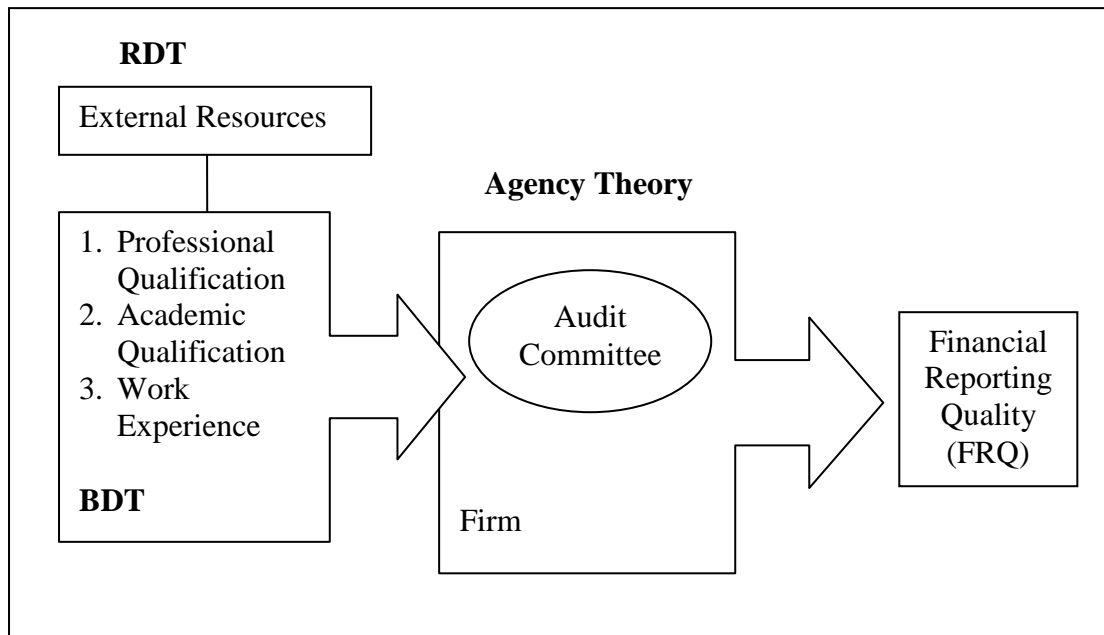 RDT
External Resources
1. Professional
Qualification
2. Academic
Qualification
3. Work
Experience
BDT
Agency Theory
Audit
Committee
Firm
Financial
Reporting
Quality
(FRQ)